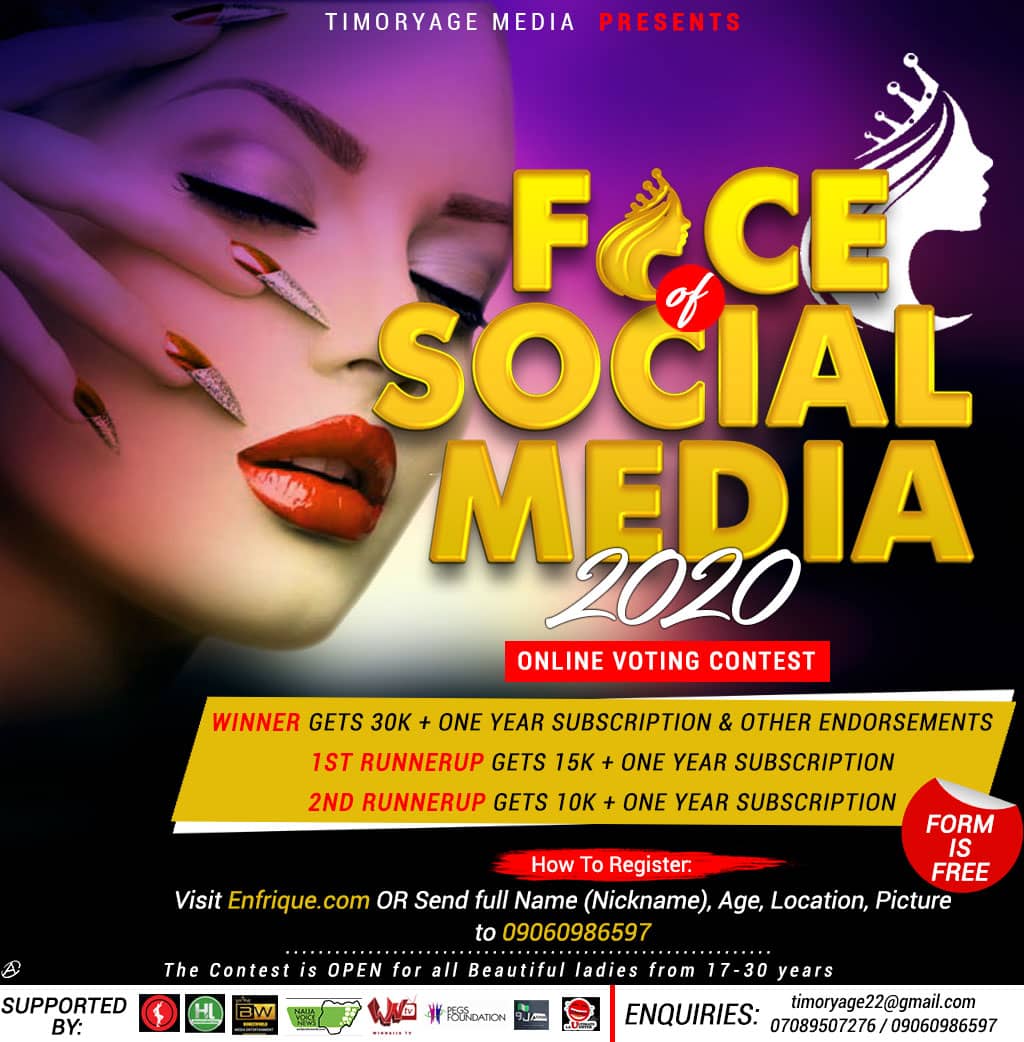 TIMORYAGE MEDIA PRESENTS
FACE
of
SOCIAL
MEDIA
2020
ONLINE VOTING CONTEST
WINNER GETS 30K + ONE YEAR SUBSCRIPTION & OTHER ENDORSEMENTS
1ST RUNNERUP GETS 15K + ONE YEAR SUBSCRIPTION
2ND RUNNERUP GETS 10K + ONE YEAR SUBSCRIPTION
FORM
IS
FREE
How To Register:
Visit Enfrique.com OR Send full Name (Nickname), Age, Location, Picture
to 09060986597
The Contest is OPEN for all Beautiful ladies from 17-30 years
SUPPORTED
BY:
HL
BW
NAIJA
VOICE
NEWS
tv
PEGS
FOUNDATION
ENQUIRIES:
timoryage22@gmail.com
07089507276 / 09060986597